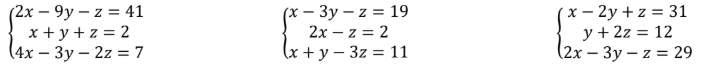 2x − 9y − z = 41
x + y + z = 2
4x − 3y − 2z = 7
x − 3y − z = 19
2x − z = 2
x + y − 3z = 11
x − 2y + z = 31
y + 2z = 12
2x − 3y − z = 29